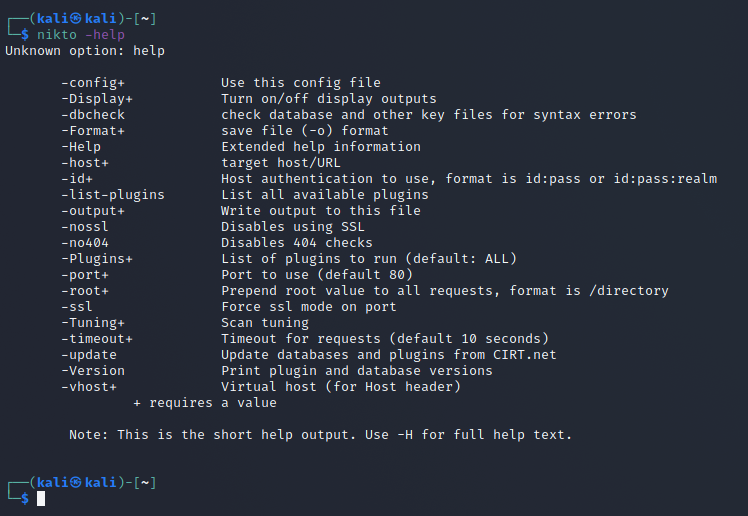 ┌──(kali㉿kali)-[~]
└─$ nikto -help
Unknown option: help
-config+ Use this config file
-Display+ Turn on/off display outputs
-dbcheck check database and other key files for syntax errors
-Format+ save file (-o) format
-Help Extended help information
-host+ target host/URL
-id+ Host authentication to use, format is id:pass or id:pass:realm
-list-plugins List all available plugins
-output+ Write output to this file
-nossl Disables using SSL
-no404 Disables 404 checks
-Plugins+ List of plugins to run (default: ALL)
-port+ Port to use (default 80)
-root+ Prepend root value to all requests, format is /directory
-ssl Force ssl mode on port
-Tuning+ Scan tuning
-timeout+ Timeout for requests (default 10 seconds)
-update Update databases and plugins from CIRT.net
-Version Print plugin and database versions
-vhost+ Virtual host (for Host header)
+ requires a value
Note: This is the short help output. Use -H for full help text.
┌──(kali㉿kali)-[~]
└─$